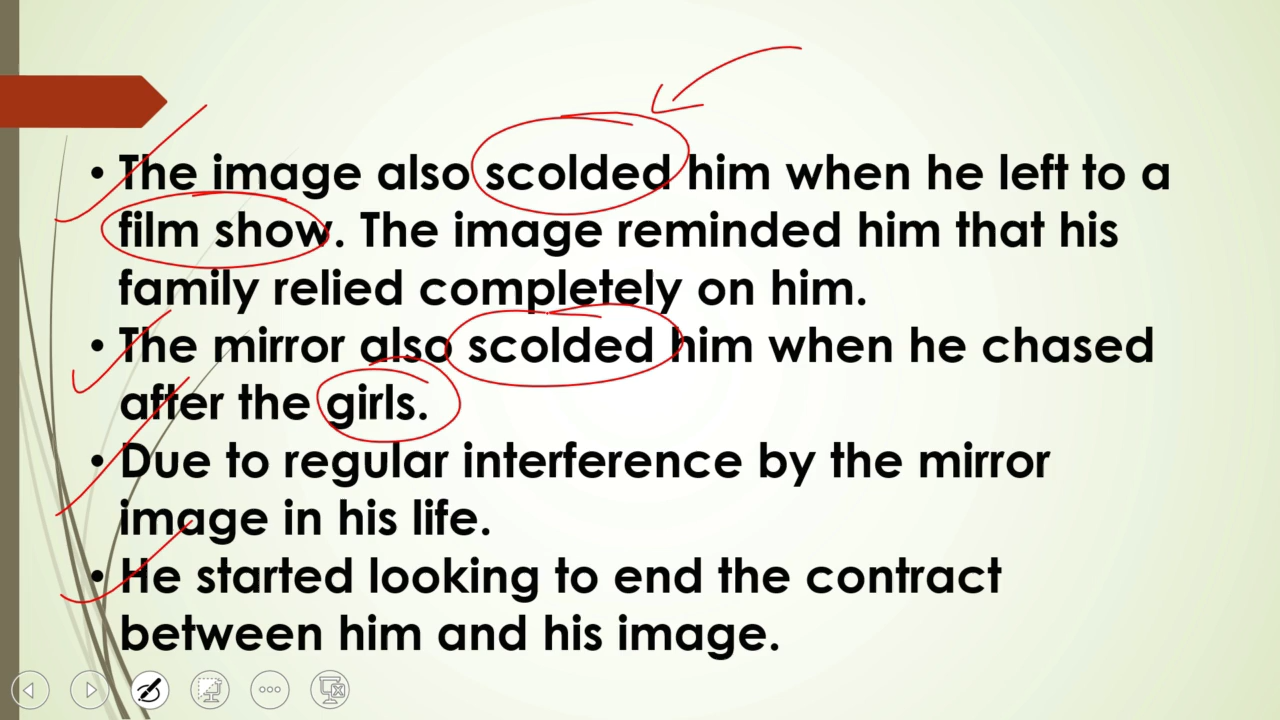 • The image also scolded him when he left to a
film show. The image reminded him that his
family relied completely on him.
• The mirror also scolded him when he chased
after the girls.
• Due to regular interference by the mirror
image in his life.
• He started looking to end the contract
between him and his image.